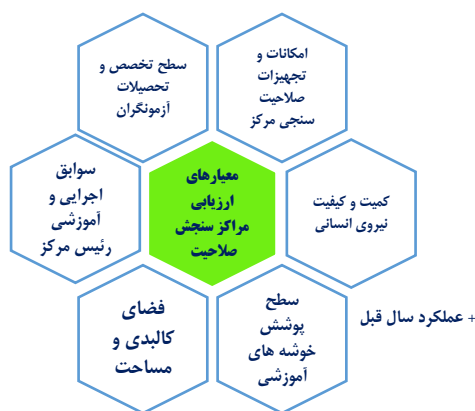 امکانات و
تجهیزات
صلاحیت
سنجی مرکز
سطح تخصص و
تحصیلات
آزمونگران
کمیت و کیفیت
نیروی انسانی
معیارهای
ارزیابی
مراکز سنجش
صلاحیت
سوابق
اجرایی و
آموزشی
رئیس مرکز
سطح
پوشش
خوشه های
آموزشی
فضای
کالبدی و
مساحت
+ عملکرد سال قبل